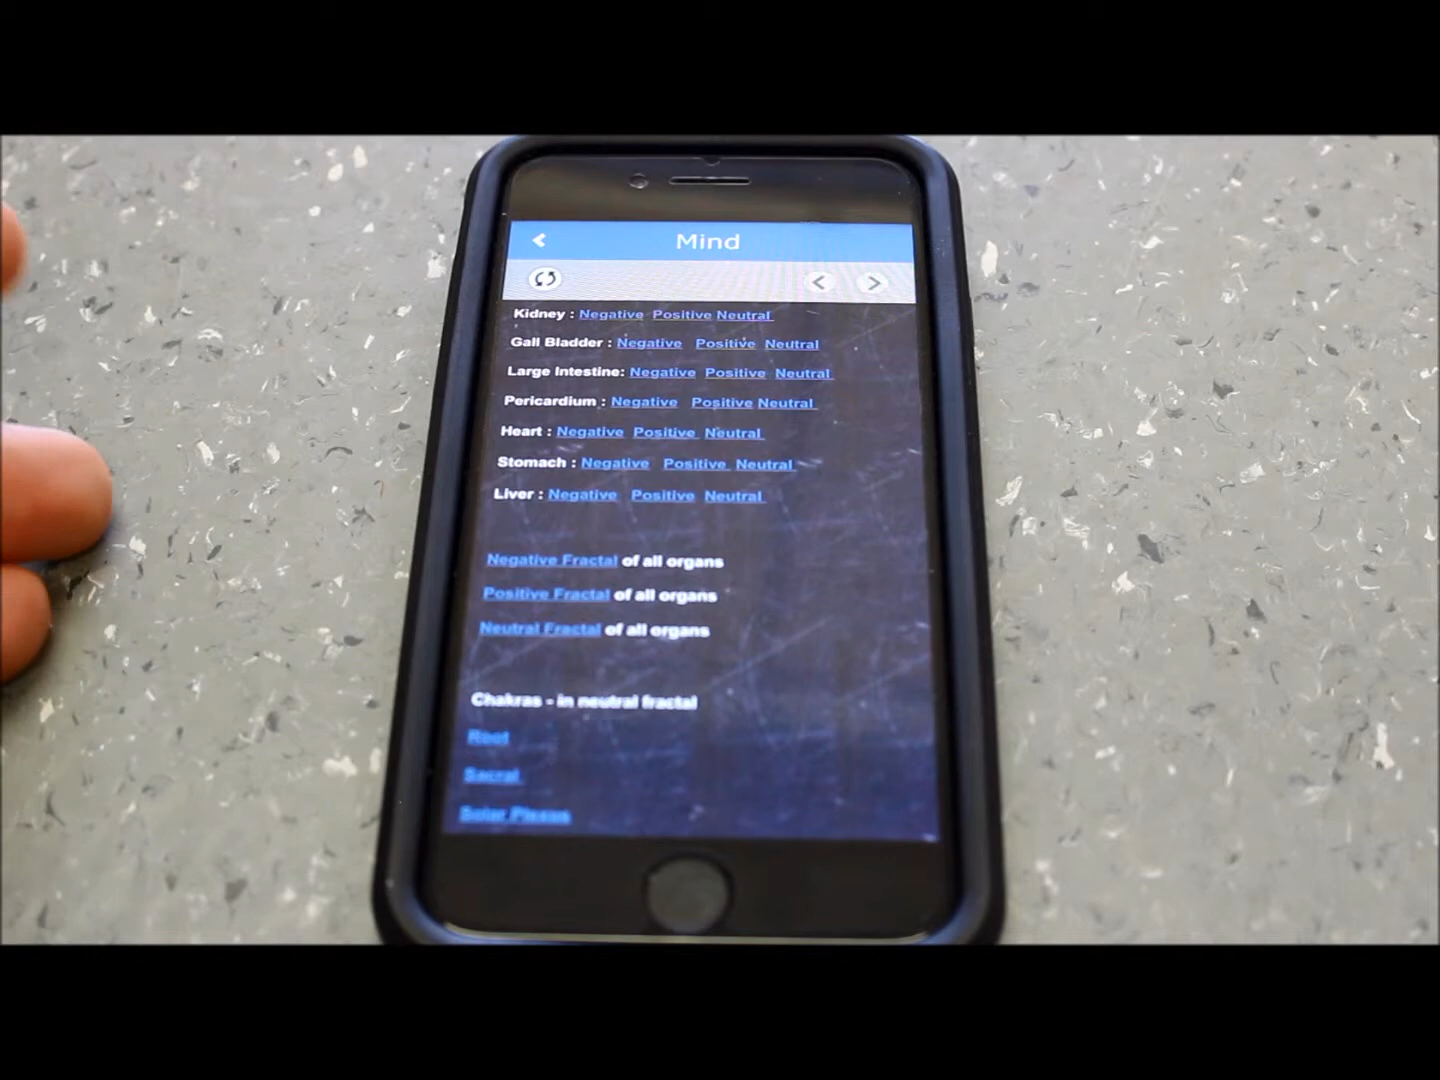 Mind
Kidney : Negative Positive Neutral
Gall Bladder : Negative Positive Neutral
Large Intestine: Negative Positive Neutral
Pericardium : Negative Positive Neutral
Heart : Negative Positive Neutral
Stomach : Negative Positive Neutral
Liver : Negative Positive Neutral
Negative Fractal of all organs
Positive Fractal of all organs
Neutral Fractal of all organs
Chakras - in neutral fractal
Root
Sacral
Solar Plexus